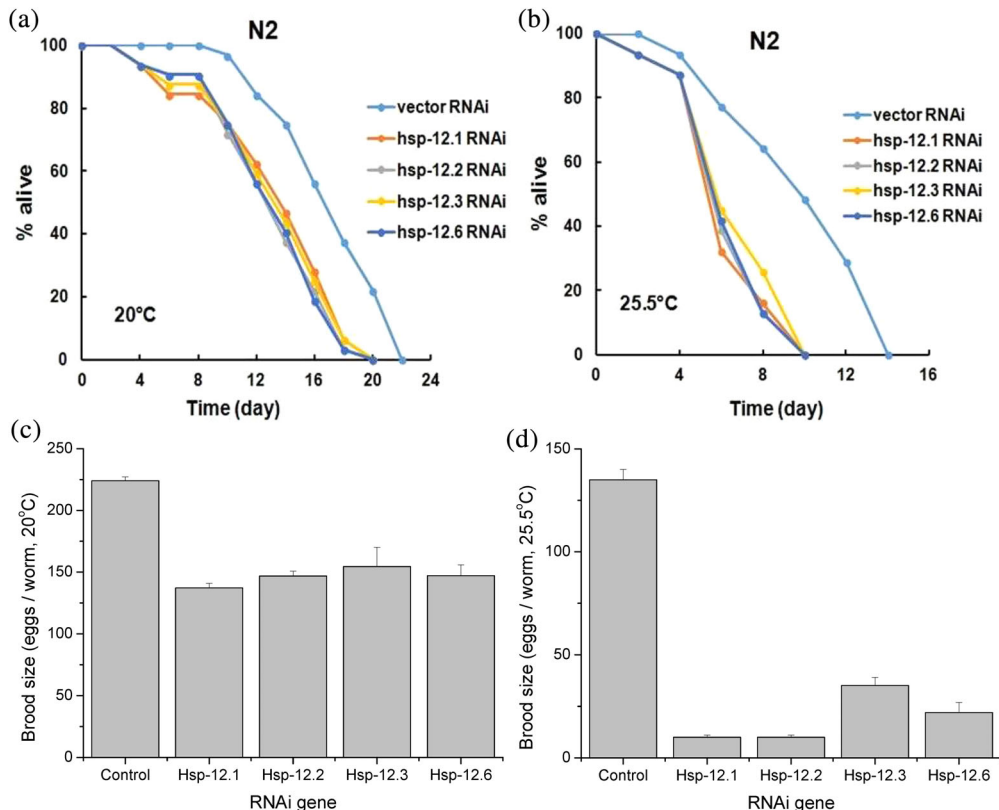 (a)
N2
100
80
60
40
20
0
% alive
vector RNAi
hsp-12.1 RNAi
hsp-12.2 RNAi
hsp-12.3 RNAi
hsp-12.6 RNAi
20°C
0 4 8 12 16 20 24
Time (day)
(b)
N2
100
80
60
40
20
0
% alive
vector RNAi
hsp-12.1 RNAi
hsp-12.2 RNAi
hsp-12.3 RNAi
hsp-12.6 RNAi
25.5°C
0 4 8 12 16
Time (day)
(c)
250
200
150
100
50
0
Brood size (eggs / worm, 20°C)
Control Hsp-12.1 Hsp-12.2 Hsp-12.3 Hsp-12.6
RNAi gene
(d)
150
100
50
0
Brood size (eggs / worm, 25.5°C)
Control Hsp-12.1 Hsp-12.2 Hsp-12.3 Hsp-12.6
RNAi gene